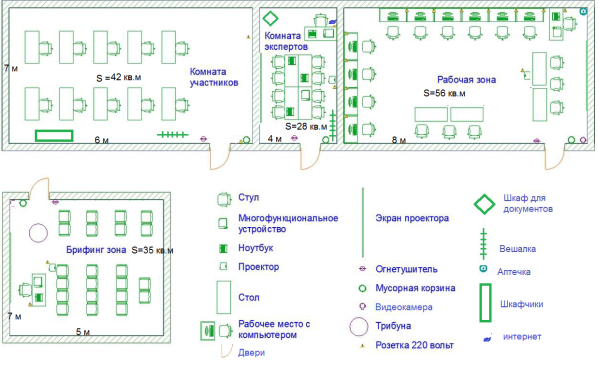 7 м
S =42 кв.м
Комната
участников
6 м
Комната
экспертов
S=28 кв.м
4 м
Рабочая зона
S=56 кв.м
8 м
Брифинг зона
S=35 кв.м
7 м
5 м
Стул
Многофункциональное
устройство
Ноутбук
Проектор
Стол
Рабочее место с
компьютером
Двери
Экран проектора
Огнетушитель
Мусорная корзина
Видеокамера
Трибуна
Розетка 220 вольт
Шкаф для
документов
Вешалка
Аптечка
Шкафчики
интернет